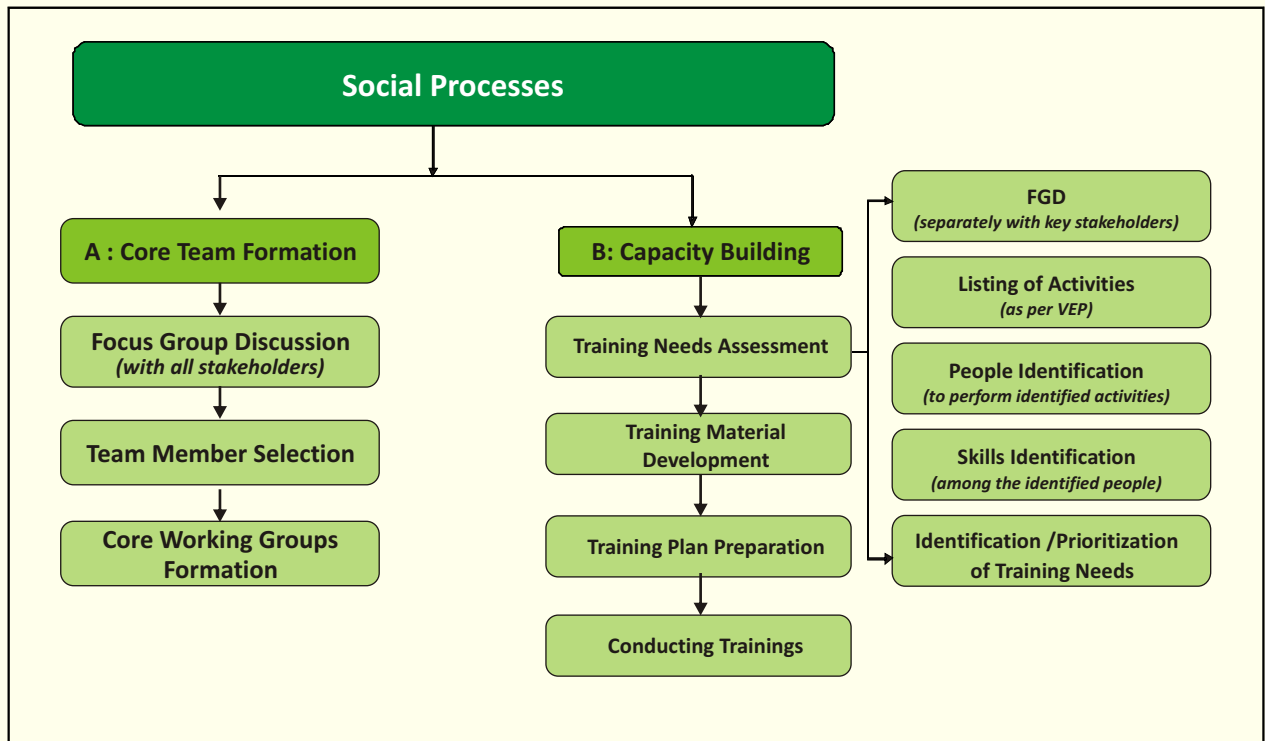 Social Processes
A : Core Team Formation
Focus Group Discussion
(with all stakeholders)
Team Member Selection
Core Working Groups
Formation
B: Capacity Building
Training Needs Assessment
Training Material
Development
Training Plan Preparation
Conducting Trainings
FGD
(separately with key stakeholders)
Listing of Activities
(as per VEP)
People Identification
(to perform identified activities)
Skills Identification
(among the identified people)
Identification /Prioritization
of Training Needs